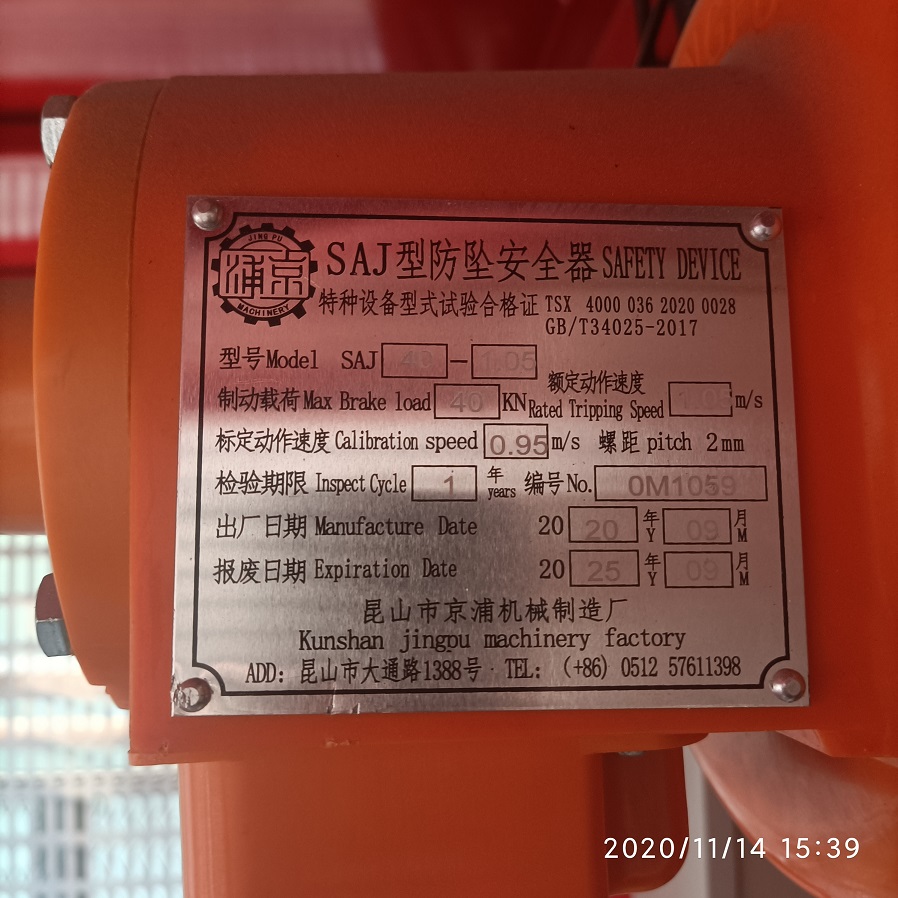 JING PU
浦京
MACHINERY
SAJ型防坠安全器 SAFETY DEVICE
特种设备型式试验合格证 TSX 4000 036 2020 0028
GB/T34025-2017
型号Model SAJ 40 - 1.05
制动载荷 Max Brake load 40 KN 额定动作速度 Rated Tripping Speed 1.05 m/s
标定动作速度 Calibration speed 0.95 m/s 螺距 pitch 2mm
检验期限 Inspect Cycle 1 年 years 编号No. 0M1059
出厂日期 Manufacture Date 20 20 年 Y 09 月 M
报废日期 Expiration Date 20 25 年 Y 09 月 M
昆山市京浦机械制造厂
Kunshan jingpu machinery factory
ADD: 昆山市大通路1388号 TEL: (+86) 0512 57611398
2020/11/14 15:39